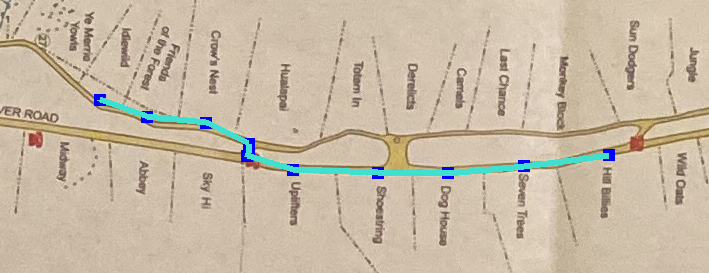 Ye Merrie
Yowls
Idlewild
Friends
of the Forest
Crow's Nest
Hualapai
Totem In
Derelicts
Camels
Last Chance
Monkey Block
Sun Dodgers
Jungle
27
VER ROAD
Midway
Abbey
Sky Hi
Uplifters
Shoestring
Dog House
Seven Trees
Hill Billies
Wild Oats